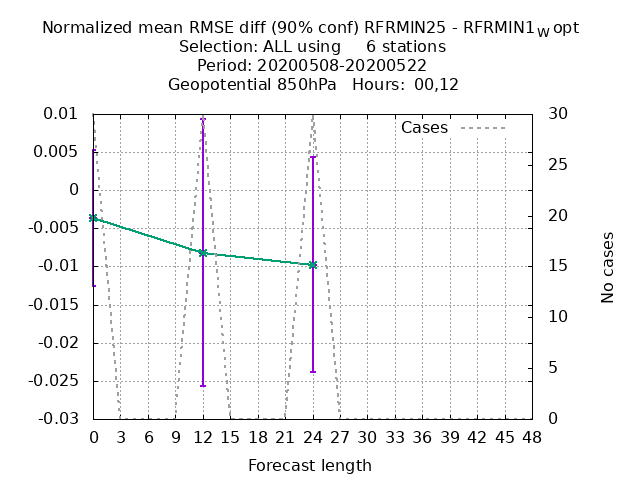 Normalized mean RMSE diff (90% conf) RFRMIN25 - RFRMIN1w opt
Selection: ALL using 6 stations
Period: 20200508-20200522
Geopotential 850hPa Hours: 00,12
Cases
0.01
0.005
0
-0.005
-0.01
-0.015
-0.02
-0.025
-0.03
30
25
20
15
10
5
0
No cases
0 3 6 9 12 15 18 21 24 27 30 33 36 39 42 45 48
Forecast length